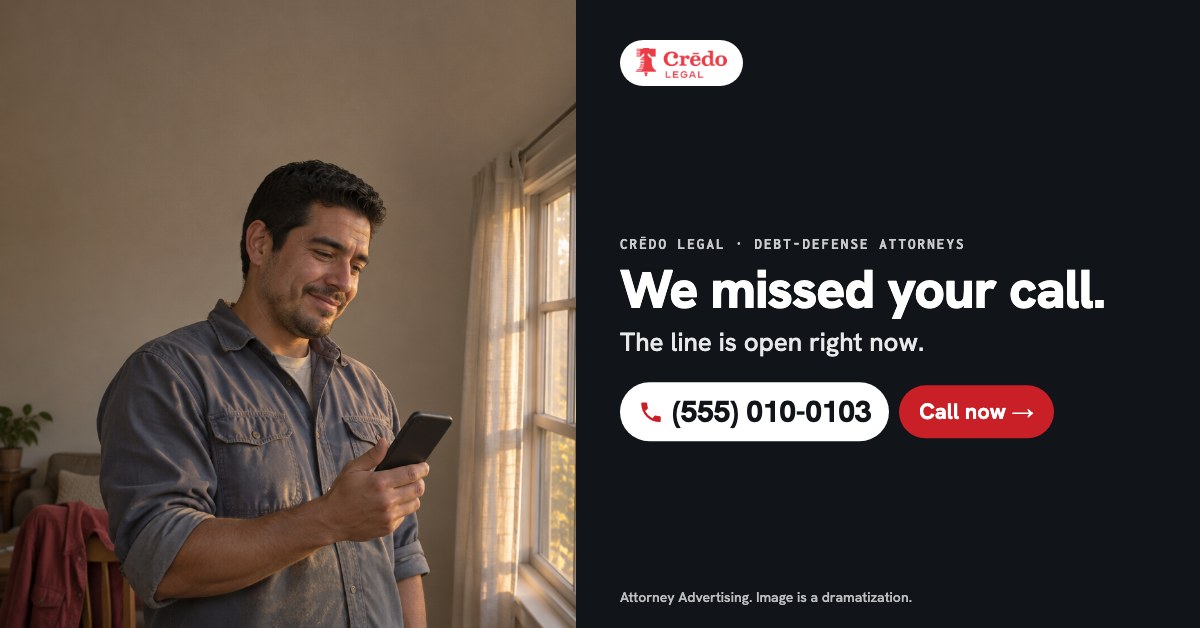 Crēdo
LEGAL
CRĒDO LEGAL · DEBT-DEFENSE ATTORNEYS
We missed your call.
The line is open right now.
(555) 010-0103
Call now →
Attorney Advertising. Image is a dramatization.